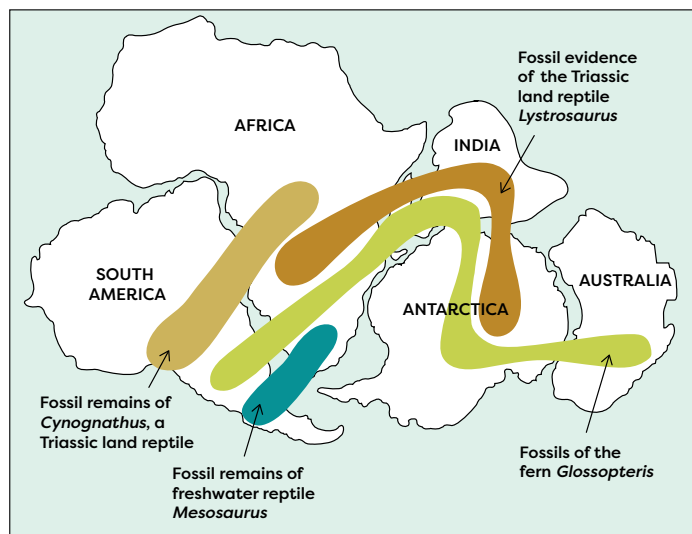 Fossil evidence
of the Triassic
land reptile
Lystrosaurus
AFRICA
INDIA
SOUTH
AMERICA
AUSTRALIA
ANTARCTICA
Fossil remains of
Cynognathus, a
Triassic land reptile
Fossil remains of
freshwater reptile
Mesosaurus
Fossils of the
fern Glossopteris